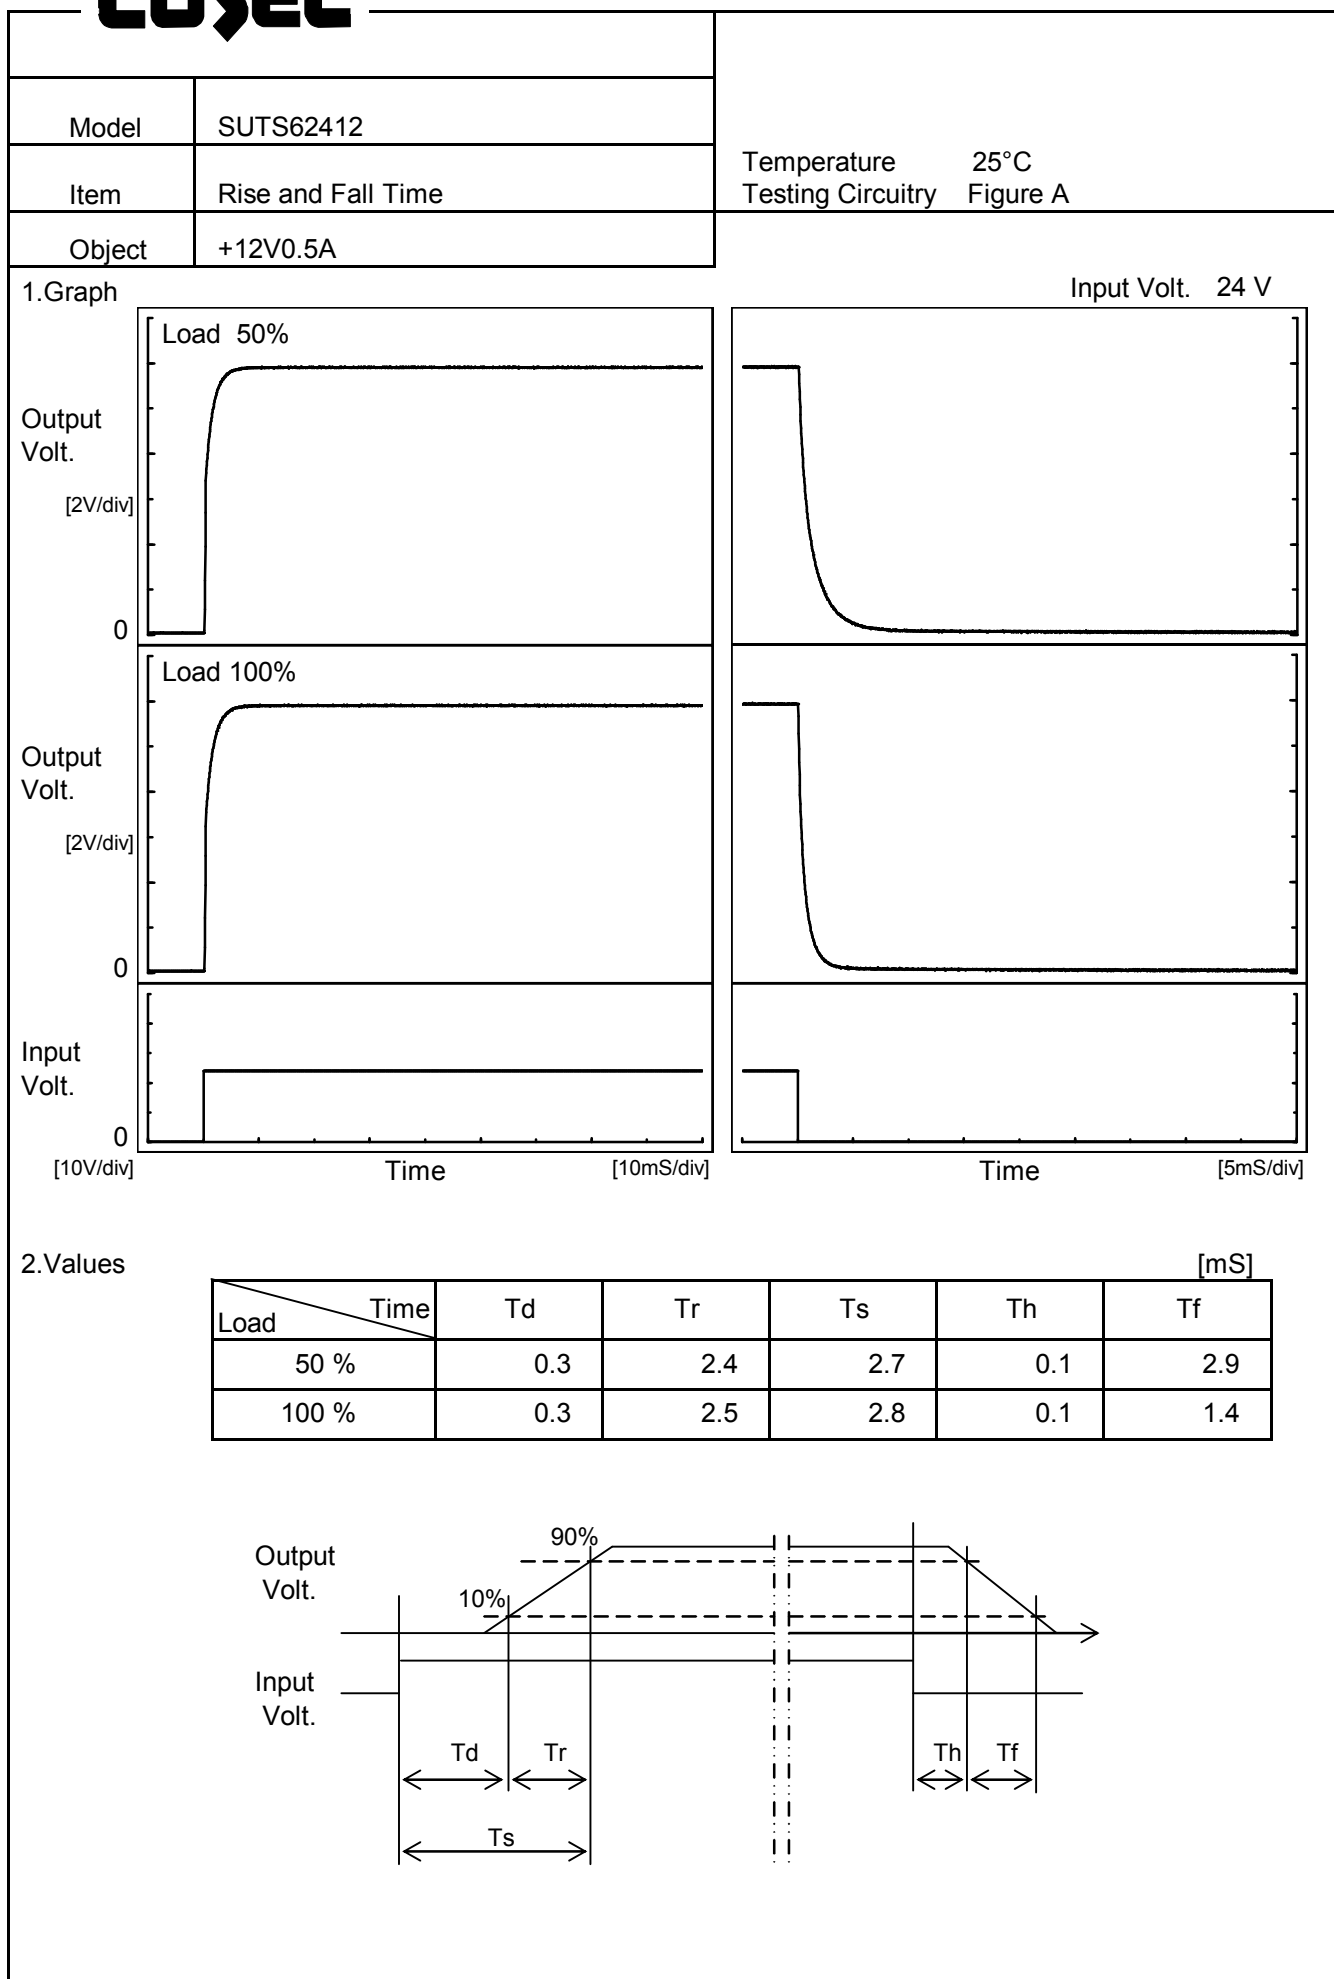 COSEL
Model SUTS62412
Item Rise and Fall Time
Object +12V0.5A
Temperature 25°C
Testing Circuitry Figure A
1.Graph
Input Volt. 24 V
Load 50%
Output
Volt.
[2V/div]
0
Load 100%
Output
Volt.
[2V/div]
0
Input
Volt.
0
[10V/div] Time [10mS/div] Time [5mS/div]
2.Values [mS]
Time Td Tr Ts Th Tf
Load
50 % 0.3 2.4 2.7 0.1 2.9
100 % 0.3 2.5 2.8 0.1 1.4
90%
Output
Volt.
10%
Input
Volt.
Td Tr Th Tf
Ts